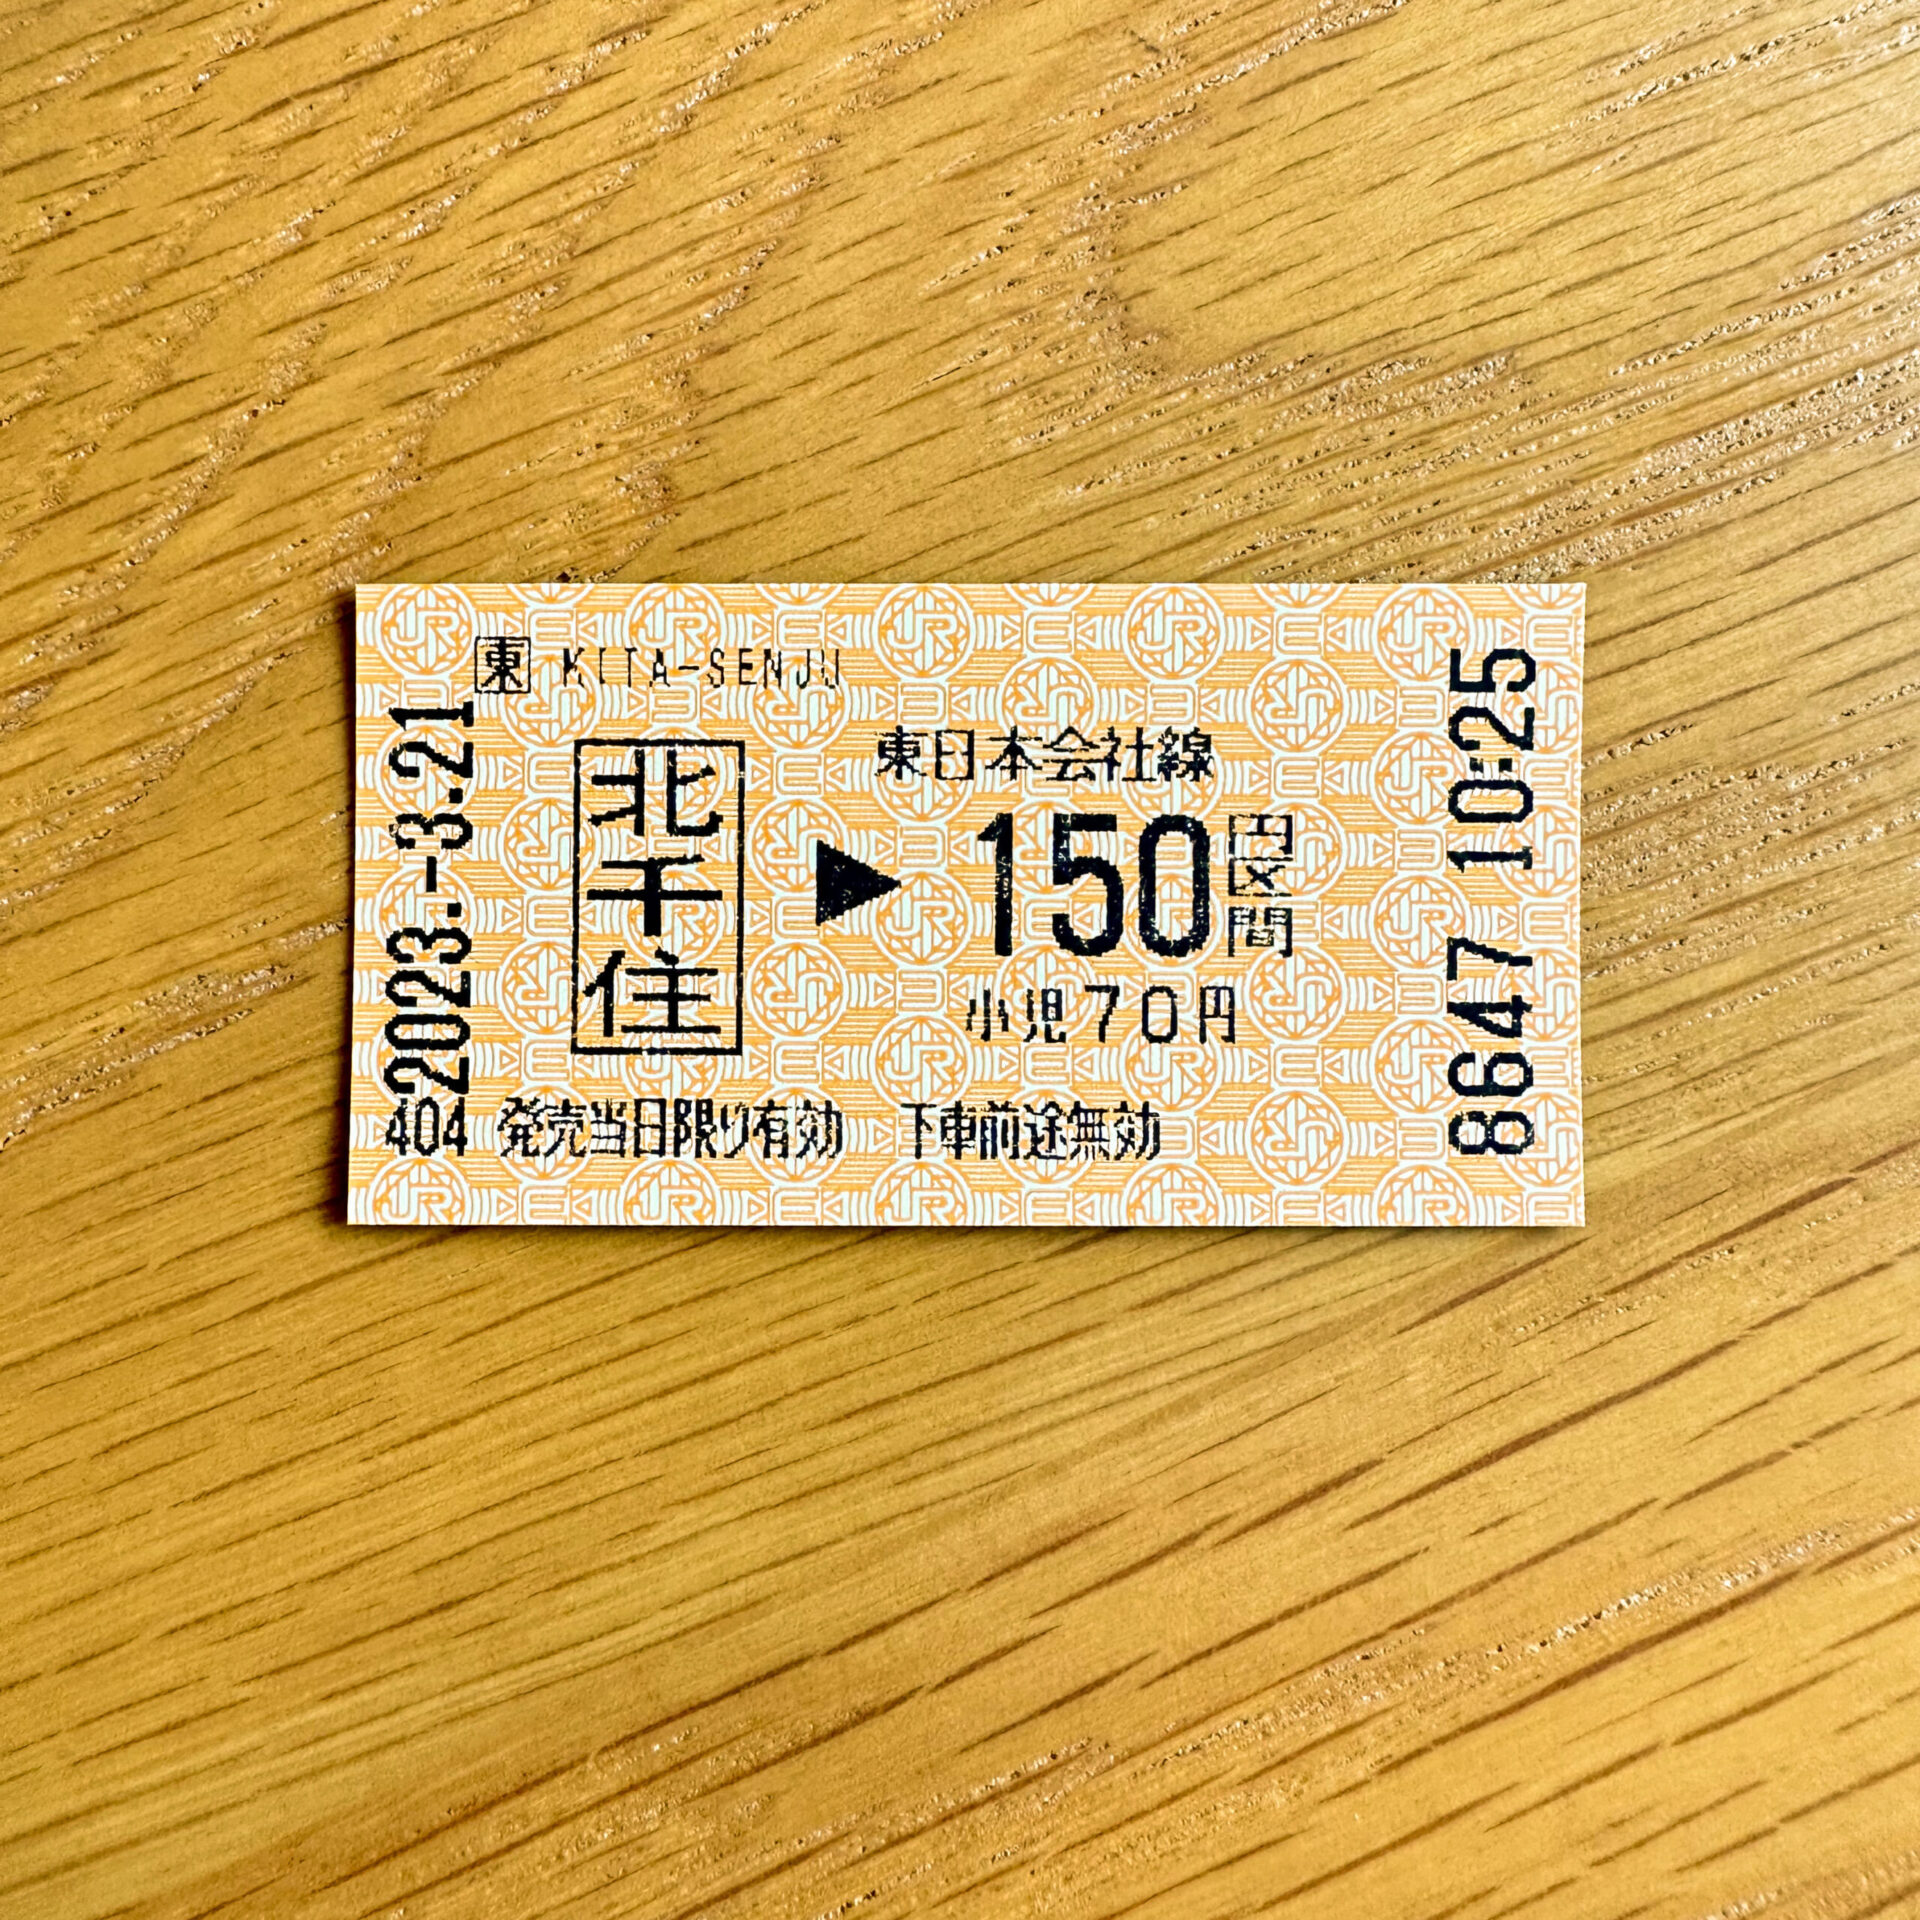 東 KITA-SENJU
2023.-3.21
北千住
東日本会社線
▶ 150円区間
小児70円
404 発売当日限り有効 下車前途無効
8647 10:25